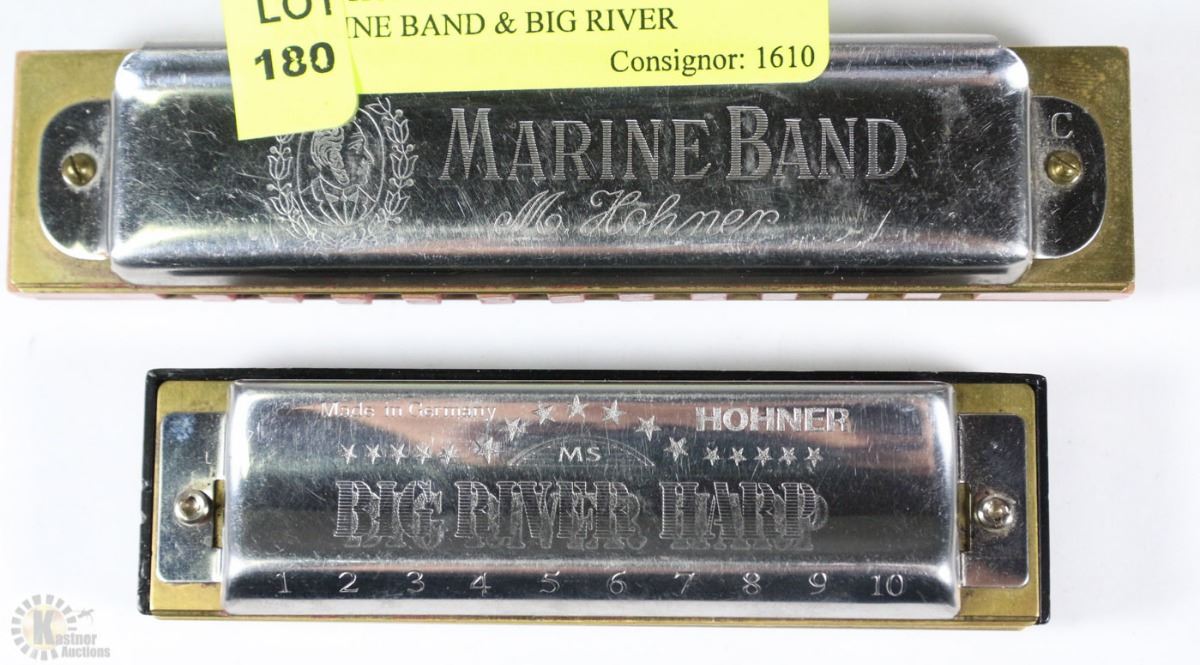 LOT
180
INE BAND & BIG RIVER
Consignor: 1610
MARINE BAND
M. Hohner
C
Made in Germany
HOHNER
MS
BIG RIVER HARP
1 2 3 4 5 6 7 8 9 10
Kastner
Auctions